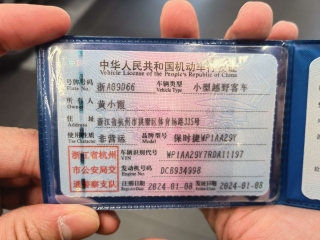 中华人民共和国机动车行驶证
Vehicle License of the People's Republic of China
号牌号码 浙A09D66 车辆类型 小型越野客车
Plate No. Vehicle Type
所有人 黄小霞
Owner
住址 浙江省杭州市拱墅区体育场路335号
Address
使用性质 非营运 品牌型号 保时捷WP1AA29Y
Use Character Model
浙江省杭州
市公安局交
通警察支队
车辆识别代号 WP1AA29Y7RDA11197
VIN
发动机号码 DCB934998
Engine No.
注册日期 2024-01-08 发证日期 2024-01-08
Register Date Issue Date